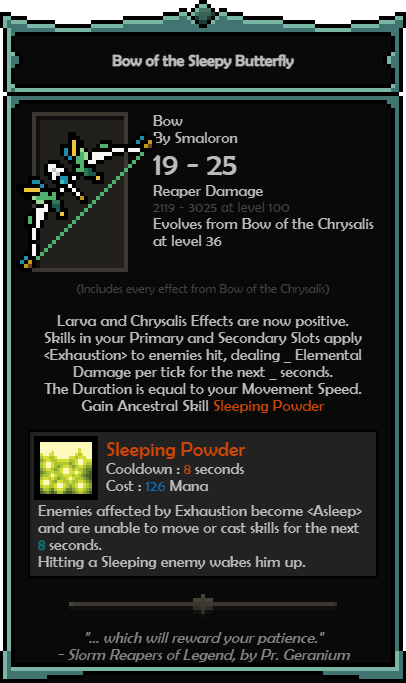 Bow of the Sleepy Butterfly
Bow
By Smaloron
19 - 25
Reaper Damage
2119 - 3025 at level 100
Evolves from Bow of the Chrysalis
at level 36
(Includes every effect from Bow of the Chrysalis)
Larva and Chrysalis Effects are now positive.
Skills in your Primary and Secondary Slots apply
<Exhaustion> to enemies hit, dealing _ Elemental
Damage per tick for the next _ seconds.
The Duration is equal to your Movement Speed.
Gain Ancestral Skill Sleeping Powder
Sleeping Powder
Cooldown : 8 seconds
Cost : 126 Mana
Enemies affected by Exhaustion become <Asleep>
and are unable to move or cast skills for the next
8 seconds.
Hitting a Sleeping enemy wakes him up.
"... which will reward your patience."
- Slorm Reapers of Legend, by Pr. Geranium